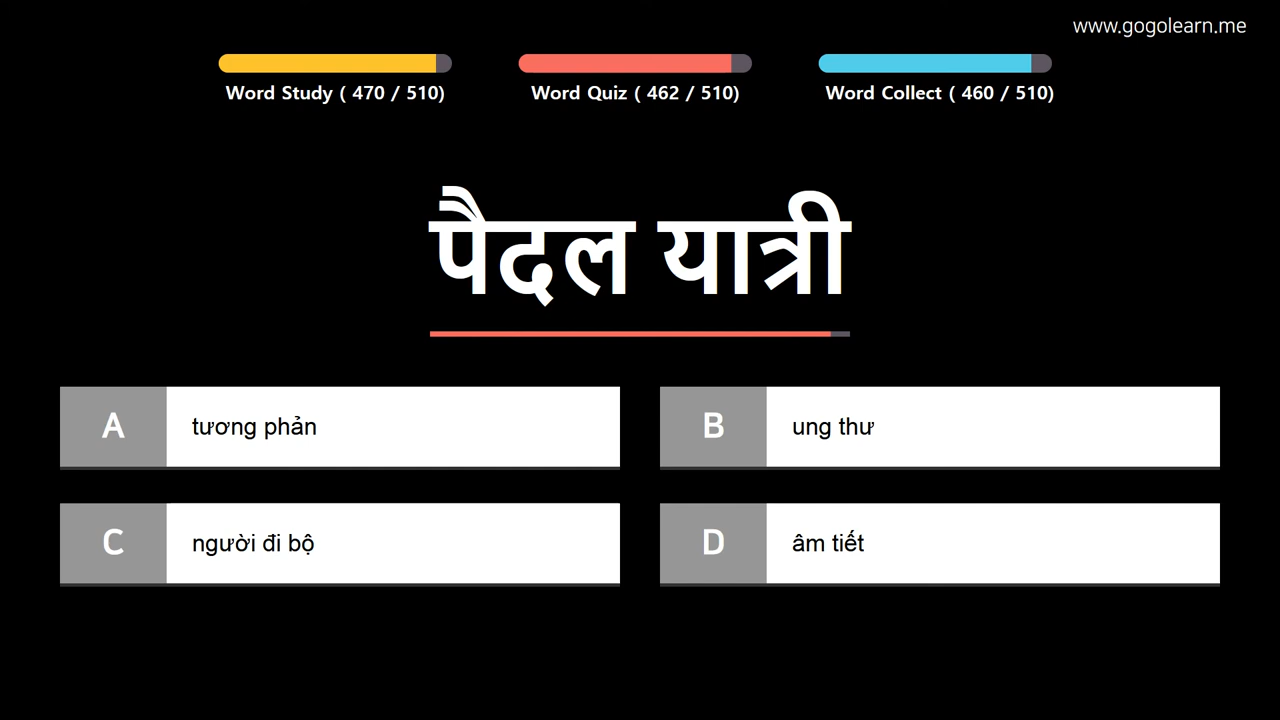 www.gogolearn.me
Word Study ( 470 / 510)
Word Quiz ( 462 / 510)
Word Collect ( 460 / 510)
पैदल यात्री
A tương phản
B ung thư
C người đi bộ
D âm tiết